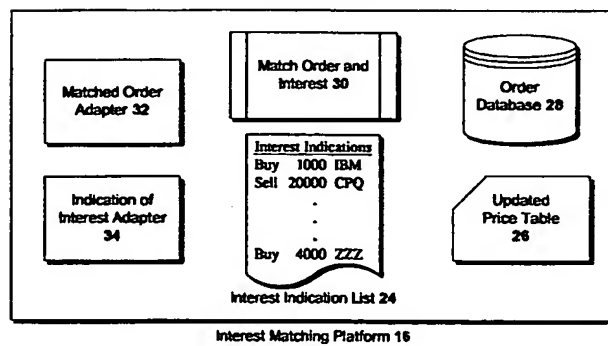 Matched Order
Adapter 32
Match Order and
Interest 30
Order
Database 28
Interest Indications
Buy 1000 IBM
Sell 20000 CPQ
.
.
.
Buy 4000 ZZZ
Indication of
Interest Adapter
34
Updated
Price Table
26
Interest Indication List 24
Interest Matching Platform 16